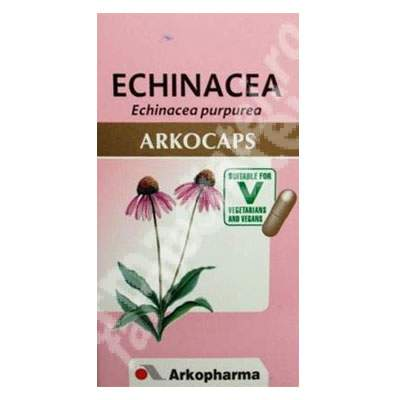 ECHINACEA
Echinacea purpurea
ARKOCAPS
SUITABLE FOR
V
VEGETARIANS
AND VEGANS
Arkopharma